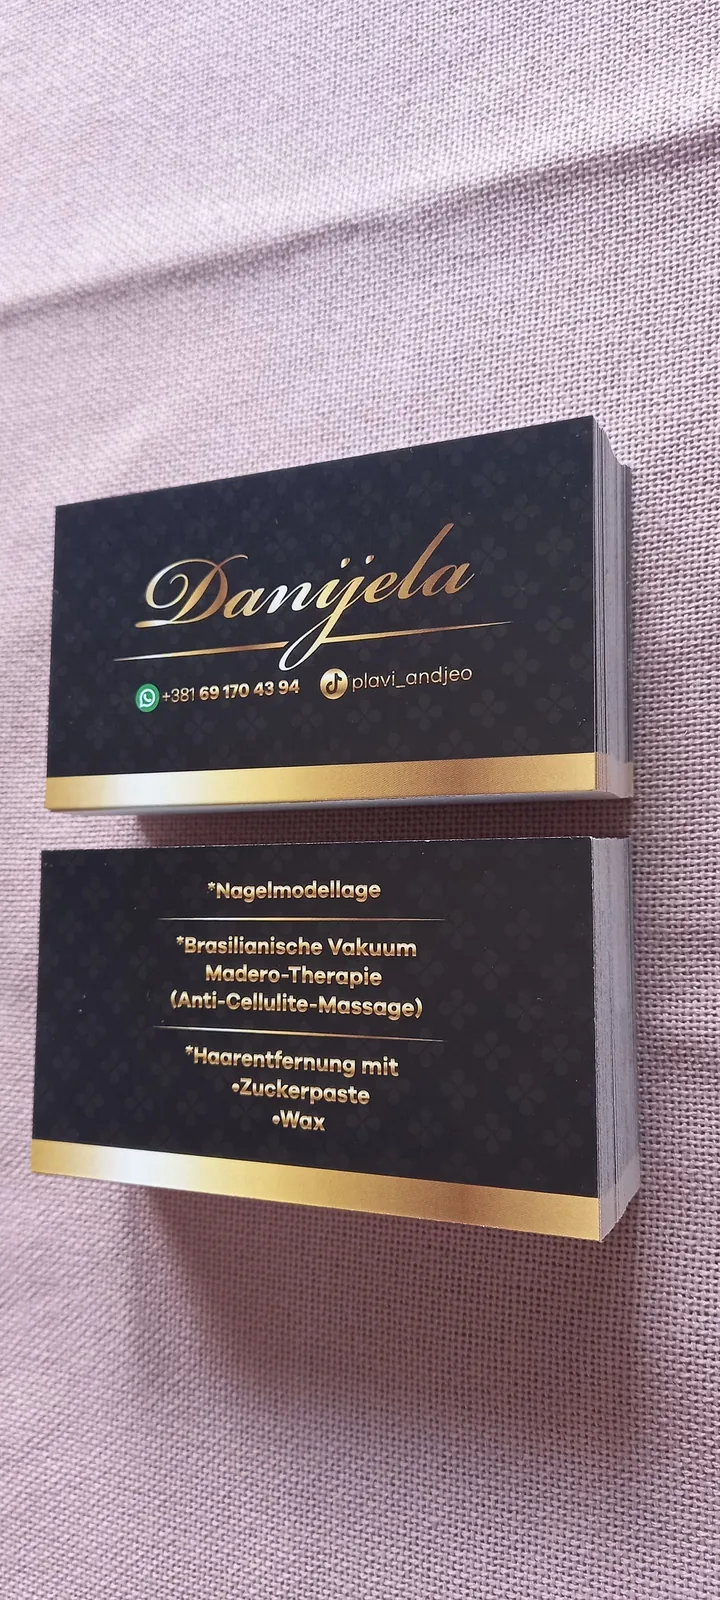 Danijela
+381 69 170 43 94 plavi_andjeo
*Nagelmodellage
*Brasilianische Vakuum
Madero-Therapie
(Anti-Cellulite-Massage)
*Haarentfernung mit
•Zuckerpaste
•Wax